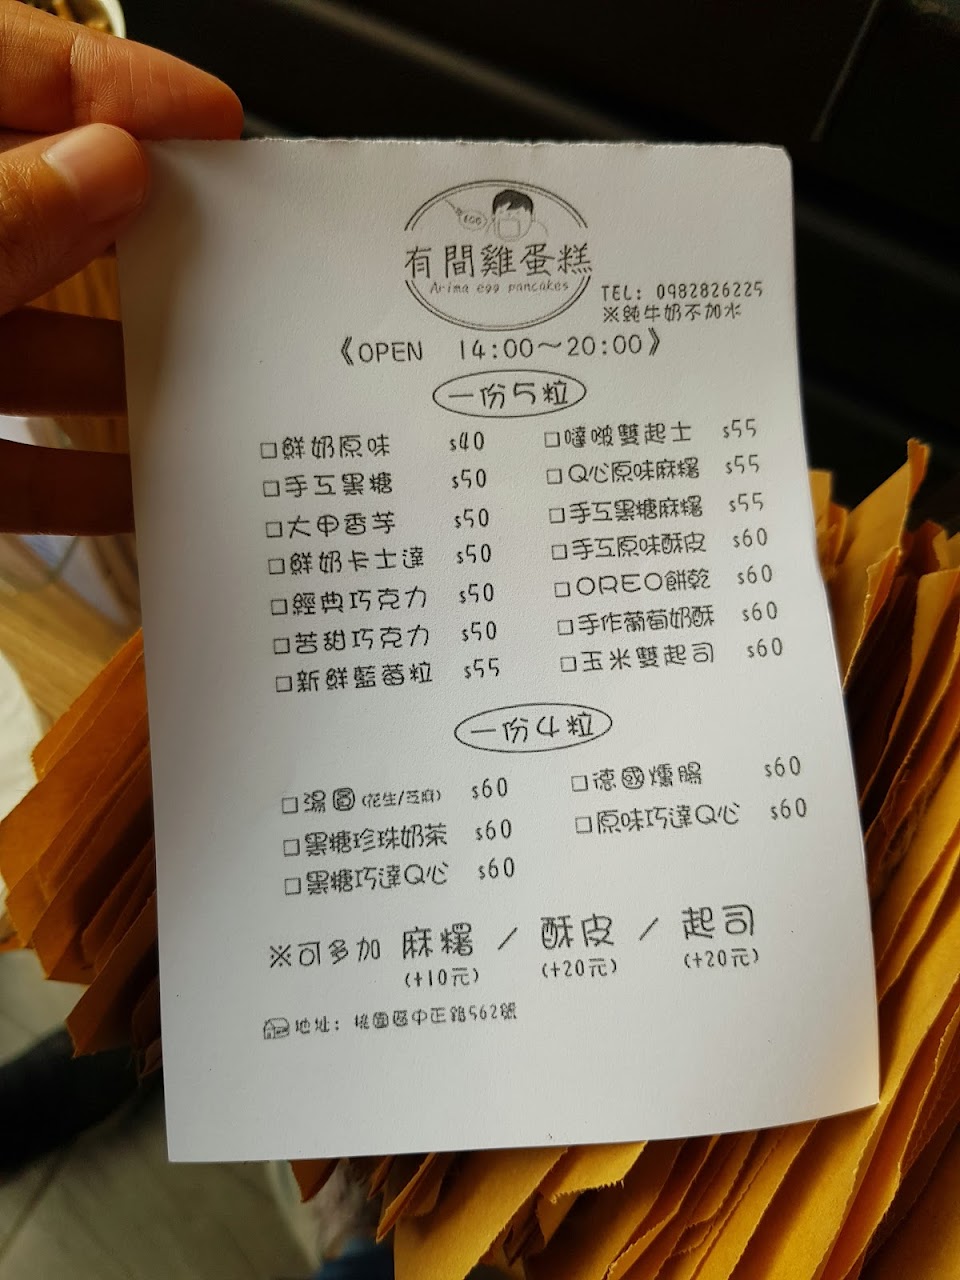 EGG
有間雞蛋糕
Arima egg pancakes
TEL: 0982826225
※純牛奶不加水
《OPEN 14:00～20:00》
一份5粒
□鮮奶原味 $40
□手工黑糖 $50
□大甲香芋 $50
□鮮奶卡士達 $50
□經典巧克力 $50
□苦甜巧克力 $50
□新鮮藍莓粒 $55
□噠啵雙起士 $55
□Q心原味麻糬 $55
□手工黑糖麻糬 $55
□手工原味酥皮 $60
□OREO餅乾 $60
□手作葡萄奶酥 $60
□玉米雙起司 $60
一份4粒
□湯圓(花生/芝麻) $60
□黑糖珍珠奶茶 $60
□黑糖巧達Q心 $60
□德國燻腸 $60
□原味巧達Q心 $60
※可多加 麻糬 / 酥皮 / 起司
(+10元) (+20元) (+20元)
地址: 桃園區中正路562號